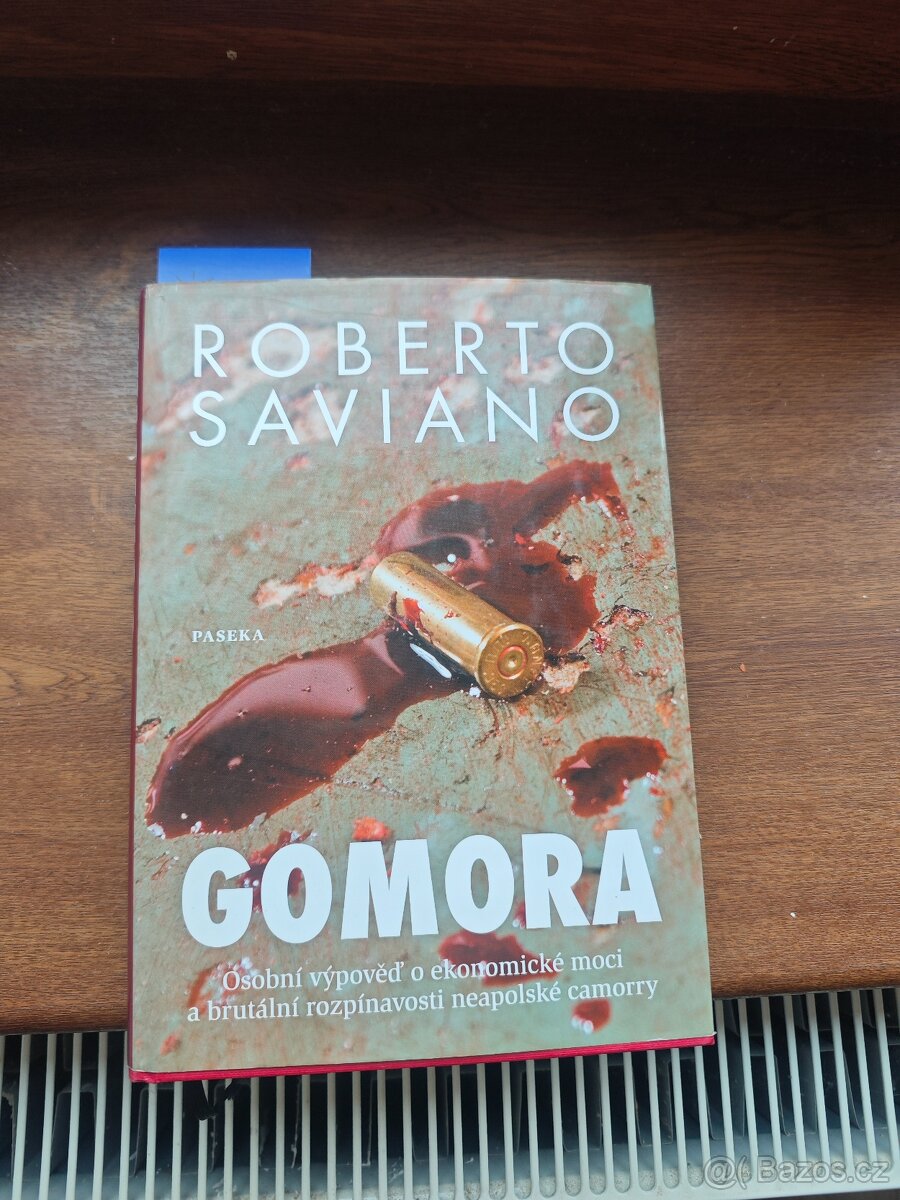 ROBERTO
SAVIANO
PASEKA
GOMORA
Osobní výpověď o ekonomické moci
a brutální rozpínavosti neapolské camorry
@( Bazos.cz